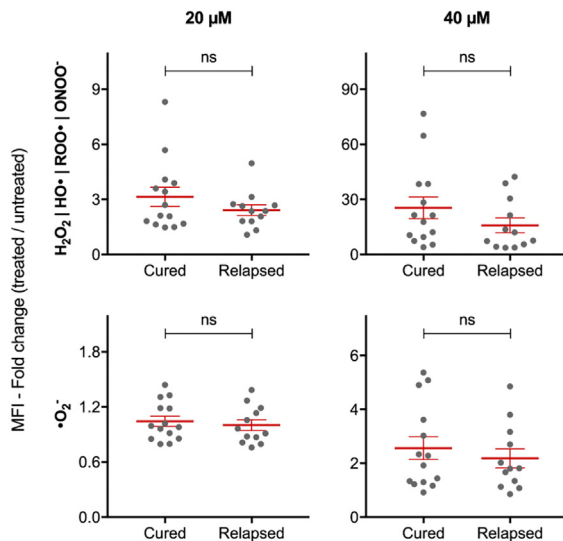 20 µM
40 µM
MFI - Fold change (treated / untreated)
H₂O₂ | HO• | ROO• | ONOO⁻
9
6
3
0
ns
Cured
Relapsed
90
60
30
0
ns
Cured
Relapsed
•O₂⁻
1.8
1.2
0.6
0.0
ns
Cured
Relapsed
6
4
2
0
ns
Cured
Relapsed